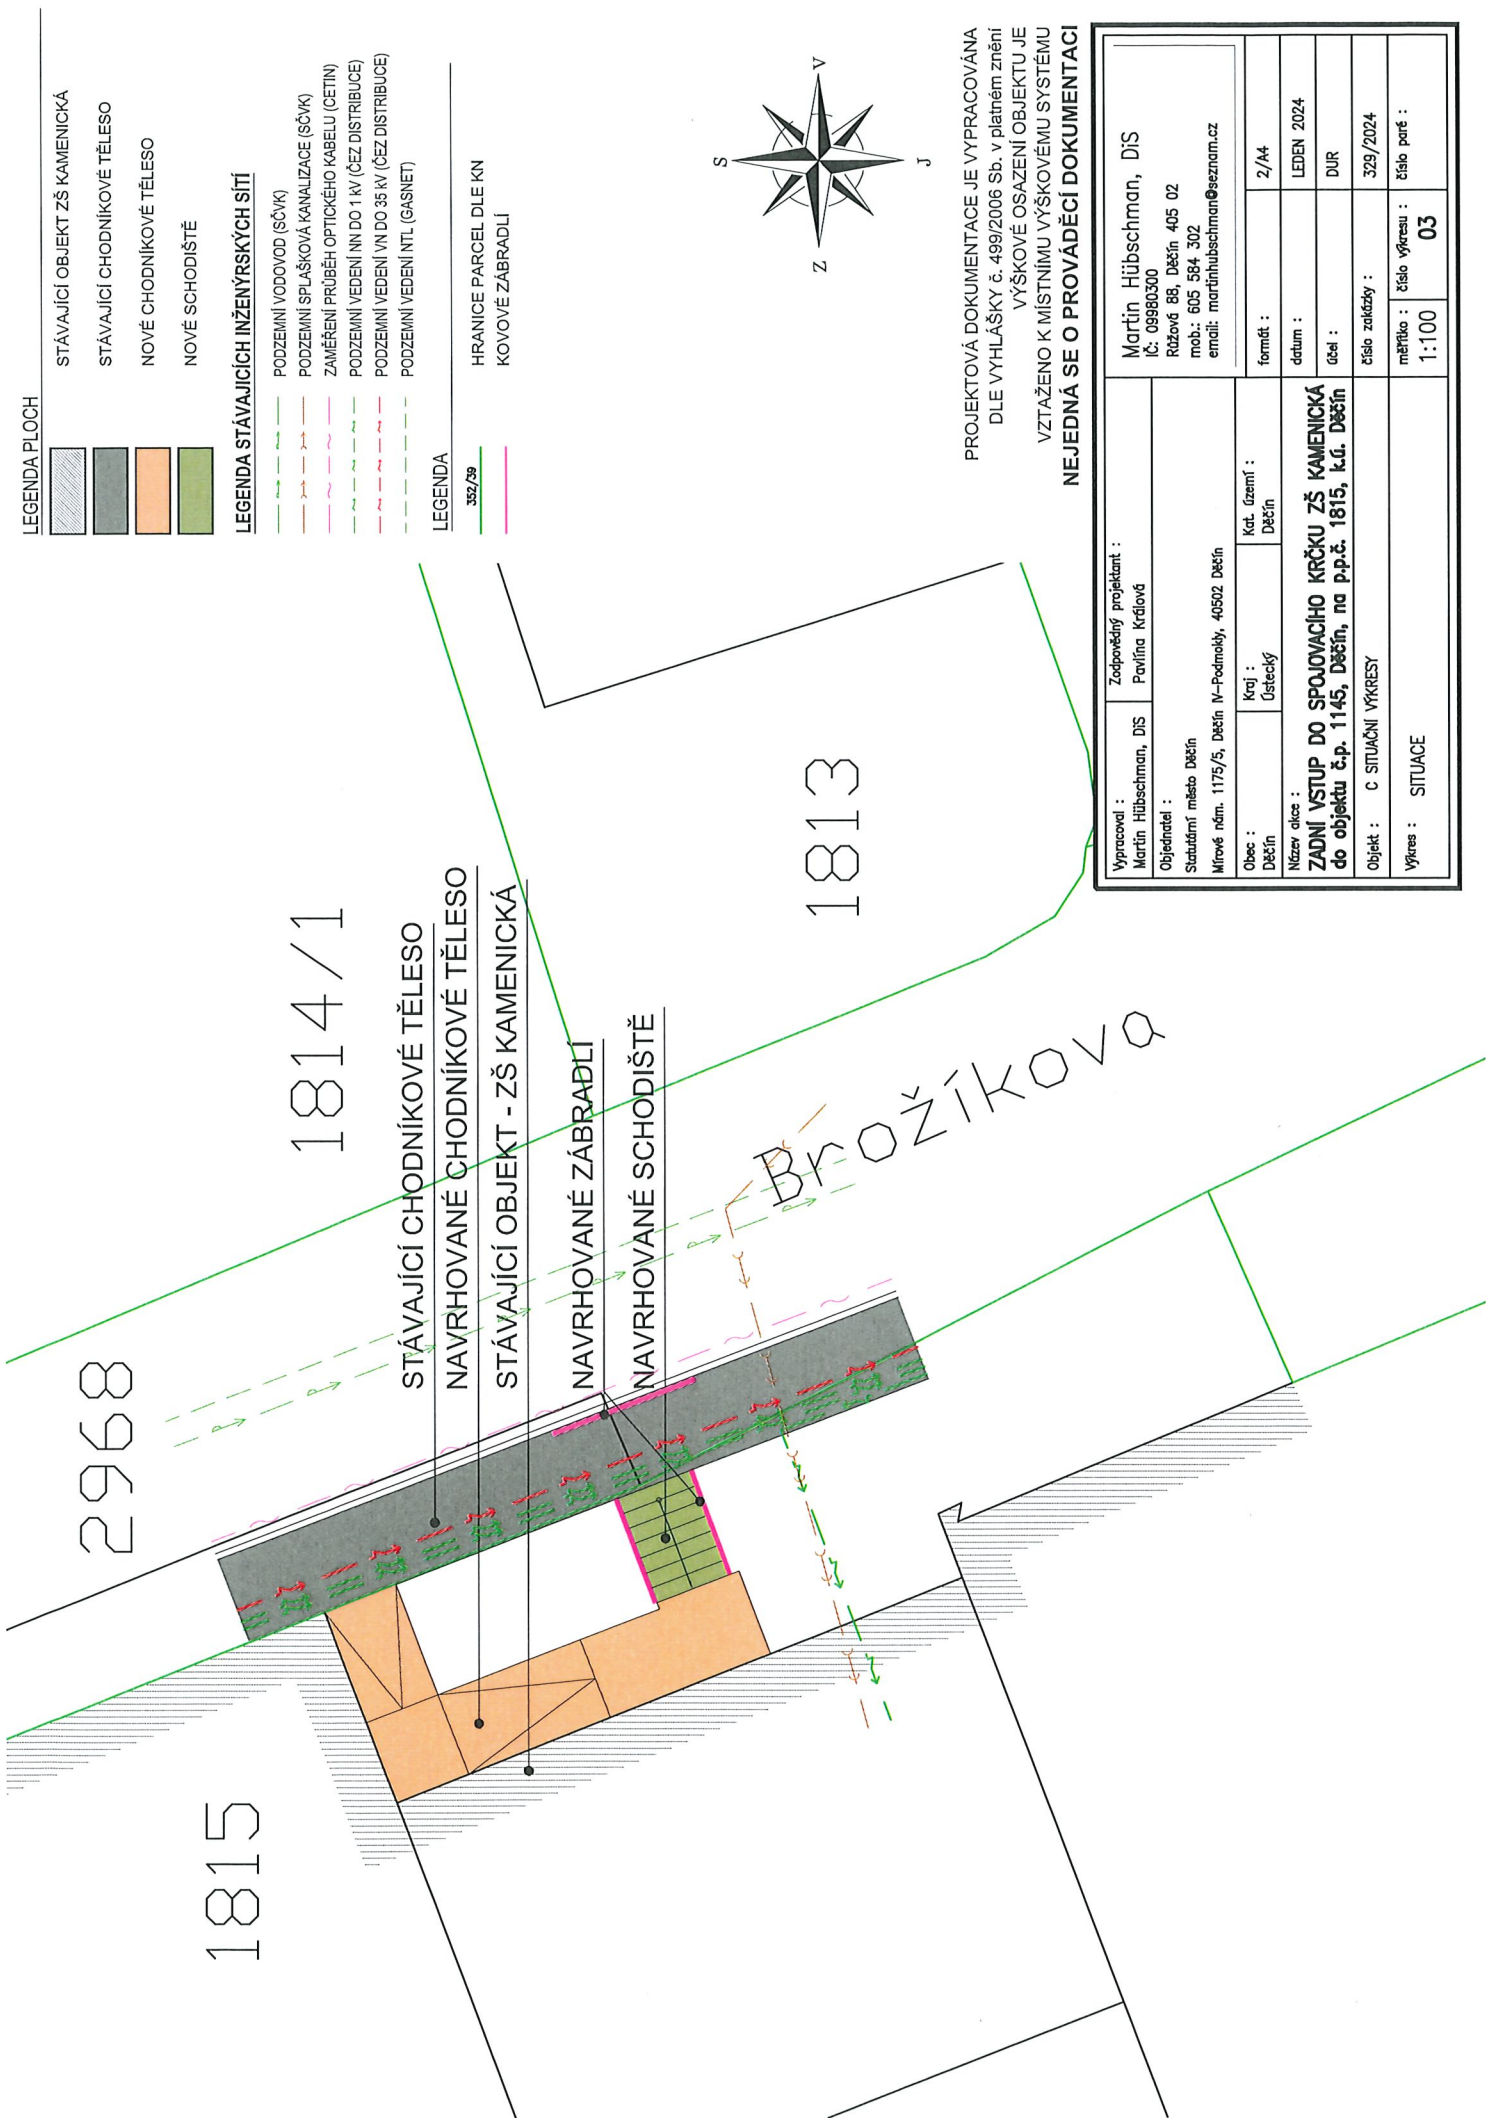 LEGENDA PLOCH
STÁVAJÍCÍ OBJEKT ZŠ KAMENICKÁ
STÁVAJÍCÍ CHODNÍKOVÉ TĚLESO
NOVÉ CHODNÍKOVÉ TĚLESO
NOVÉ SCHODIŠTĚ
LEGENDA STÁVAJICÍCH INŽENÝRSKÝCH SÍTÍ
PODZEMNÍ VODOVOD (SČVK)
PODZEMNÍ SPLAŠKOVÁ KANALIZACE (SČVK)
ZAMĚŘENÍ PRŮBĚH OPTICKÉHO KABELU (CETIN)
PODZEMNÍ VEDENÍ NN DO 1 kV (ČEZ DISTRIBUCE)
PODZEMNÍ VEDENÍ VN DO 35 kV (ČEZ DISTRIBUCE)
PODZEMNÍ VEDENÍ NTL (GASNET)
LEGENDA
352/39
HRANICE PARCEL DLE KN
KOVOVÉ ZÁBRADLÍ
S
Z
V
J
2968
1814/1
1815
1813
STÁVAJÍCÍ CHODNÍKOVÉ TĚLESO
NAVRHOVANÉ CHODNÍKOVÉ TĚLESO
STÁVAJÍCÍ OBJEKT - ZŠ KAMENICKÁ
NAVRHOVANÉ ZÁBRADLÍ
NAVRHOVANÉ SCHODIŠTĚ
Brožíkova
PROJEKTOVÁ DOKUMENTACE JE VYPRACOVÁNA
DLE VYHLÁŠKY č. 499/2006 Sb. v platném znění
VÝŠKOVÉ OSAZENÍ OBJEKTU JE
VZTAŽENO K MÍSTNÍMU VÝŠKOVÉMU SYSTÉMU
NEJEDNÁ SE O PROVÁDĚCÍ DOKUMENTACI
Vypracoval :
Martin Hübschman, DiS
Zodpovědný projektant :
Pavlína Králová
Martin Hübschman, DiS
IČ: 09980300
Růžová 88, Děčín 405 02
mob.: 605 584 302
email: martinhubschman@seznam.cz
Objednatel :
Statutární město Děčín
Mírové nám. 1175/5, Děčín IV-Podmokly, 40502 Děčín
Obec :
Děčín
Kraj :
Ústecký
Kat. území :
Děčín
formát :
2/A4
Název akce :
ZADNÍ VSTUP DO SPOJOVACÍHO KRČKU ZŠ KAMENICKÁ
do objektu č.p. 1145, Děčín, na p.p.č. 1815, k.ú. Děčín
datum :
LEDEN 2024
účel :
DUR
Objekt : C SITUAČNÍ VÝKRESY
číslo zakázky :
329/2024
Výkres : SITUACE
měřítko :
1:100
číslo výkresu :
03
číslo paré :